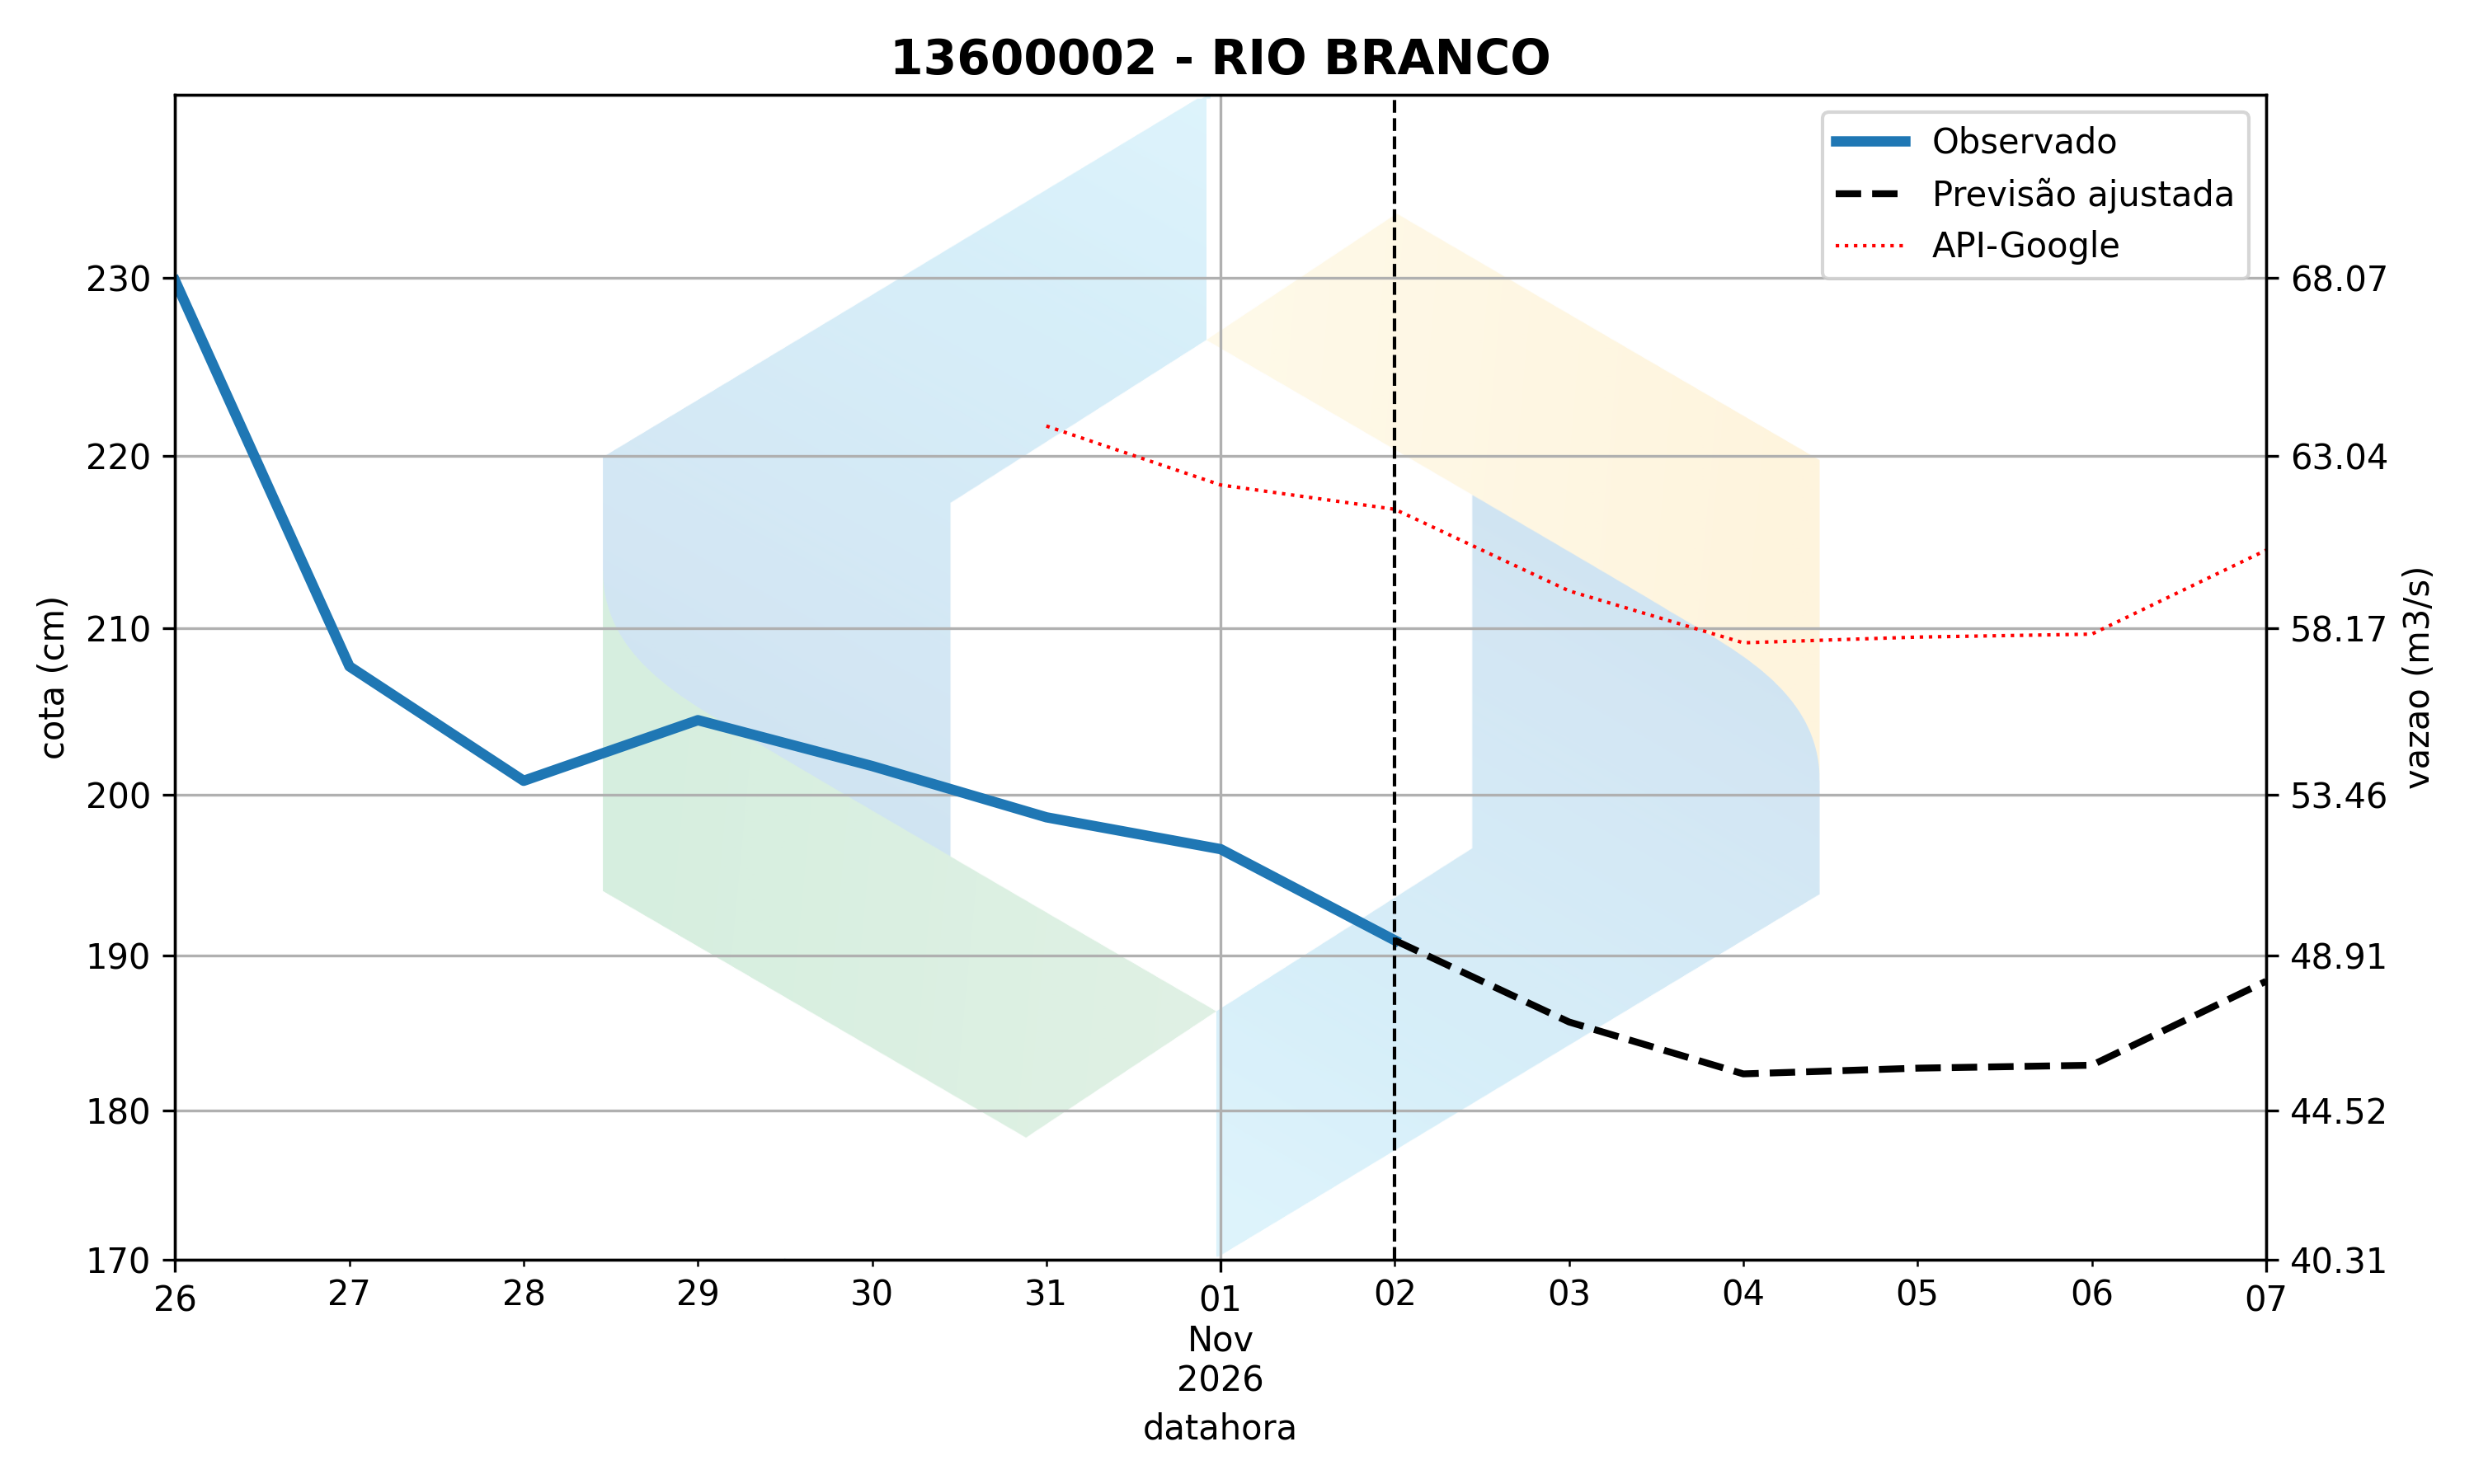 13600002 - RIO BRANCO
Observado
Previsão ajustada
API-Google
cota (cm)
230
220
210
200
190
180
170
68.07
63.04
58.17
53.46
48.91
44.52
40.31
vazao (m3/s)
26 27 28 29 30 31 01 02 03 04 05 06 07
Nov
2026
datahora